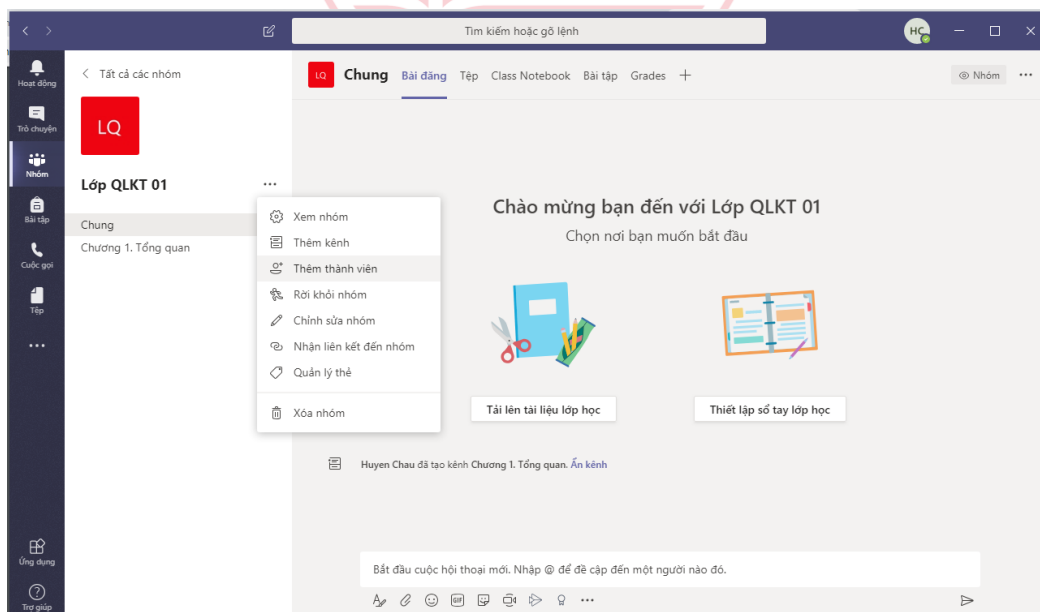 Tìm kiếm hoặc gõ lệnh
HC
Hoạt động
Trò chuyện
Nhóm
Bài tập
Cuộc gọi
Tệp
Ứng dụng
Trợ giúp
Tất cả các nhóm
LQ
Lớp QLKT 01
Chung
Chương 1. Tổng quan
Xem nhóm
Thêm kênh
Thêm thành viên
Rời khỏi nhóm
Chỉnh sửa nhóm
Nhận liên kết đến nhóm
Quản lý thẻ
Xóa nhóm
LQ Chung Bài đăng Tệp Class Notebook Bài tập Grades Nhóm
Chào mừng bạn đến với Lớp QLKT 01
Chọn nơi bạn muốn bắt đầu
Tải lên tài liệu lớp học
Thiết lập sổ tay lớp học
Huyen Chau đã tạo kênh Chương 1. Tổng quan. Ẩn kênh
Bắt đầu cuộc hội thoại mới. Nhập @ để đề cập đến một người nào đó.
GIF